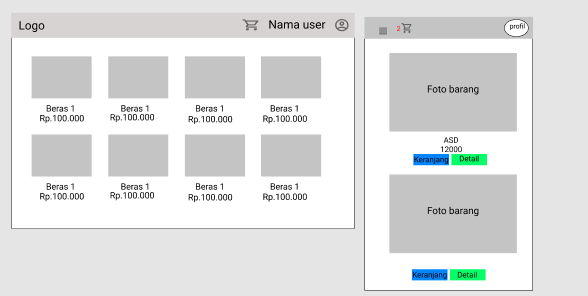 Logo
Nama user
Beras 1
Rp.100.000
Beras 1
Rp.100.000
Beras 1
Rp.100.000
Beras 1
Rp.100.000
Beras 1
Rp.100.000
Beras 1
Rp.100.000
Beras 1
Rp.100.000
Beras 1
Rp.100.000
2
profil
Foto barang
ASD
12000
Keranjang Detail
Foto barang
Keranjang Detail